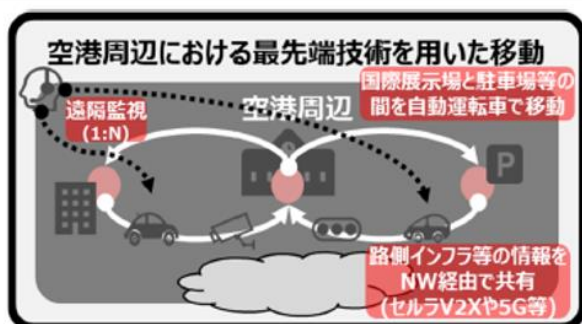 空港周辺における最先端技術を用いた移動
遠隔監視
(1:N)
空港周辺
国際展示場と駐車場等の
間を自動運転車で移動
P
路側インフラ等の情報を
NW経由で共有
(セルラV2Xや5G等)